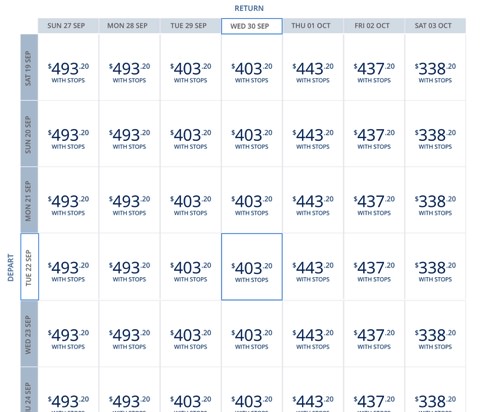 RETURN
SUN 27 SEP MON 28 SEP TUE 29 SEP WED 30 SEP THU 01 OCT FRI 02 OCT SAT 03 OCT
SAT 19 SEP
$493.20 $493.20 $403.20 $403.20 $443.20 $437.20 $338.20
WITH STOPS WITH STOPS WITH STOPS WITH STOPS WITH STOPS WITH STOPS WITH STOPS
SUN 20 SEP
$493.20 $493.20 $403.20 $403.20 $443.20 $437.20 $338.20
WITH STOPS WITH STOPS WITH STOPS WITH STOPS WITH STOPS WITH STOPS WITH STOPS
MON 21 SEP
$493.20 $493.20 $403.20 $403.20 $443.20 $437.20 $338.20
WITH STOPS WITH STOPS WITH STOPS WITH STOPS WITH STOPS WITH STOPS WITH STOPS
DEPART
TUE 22 SEP
$493.20 $493.20 $403.20 $403.20 $443.20 $437.20 $338.20
WITH STOPS WITH STOPS WITH STOPS WITH STOPS WITH STOPS WITH STOPS WITH STOPS
WED 23 SEP
$493.20 $493.20 $403.20 $403.20 $443.20 $437.20 $338.20
WITH STOPS WITH STOPS WITH STOPS WITH STOPS WITH STOPS WITH STOPS WITH STOPS
24 SEP
$493.20 $493.20 $403.20 $403.20 $443.20 $437.20 $338.20